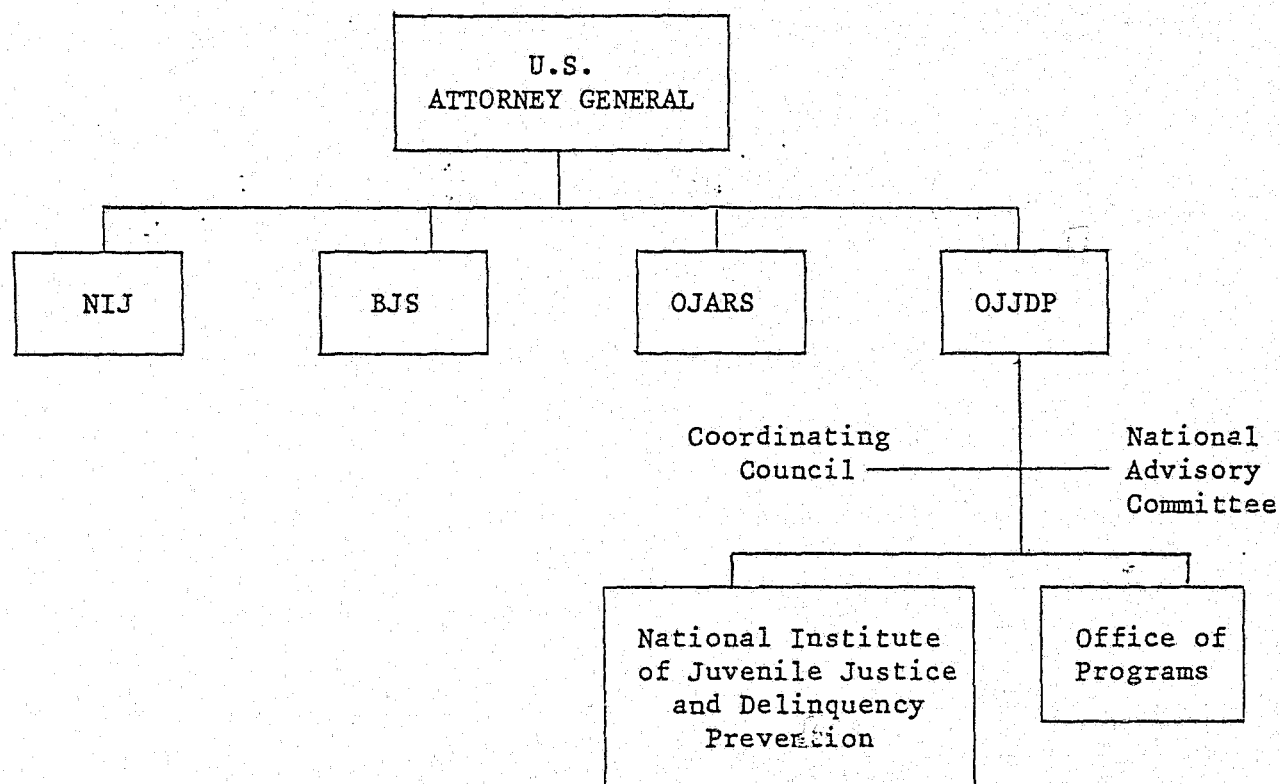 U.S.
ATTORNEY GENERAL
NIJ
BJS
OJARS
OJJDP
Coordinating
Council
National
Advisory
Committee
National Institute
of Juvenile Justice
and Delinquency
Prevention
Office of
Programs